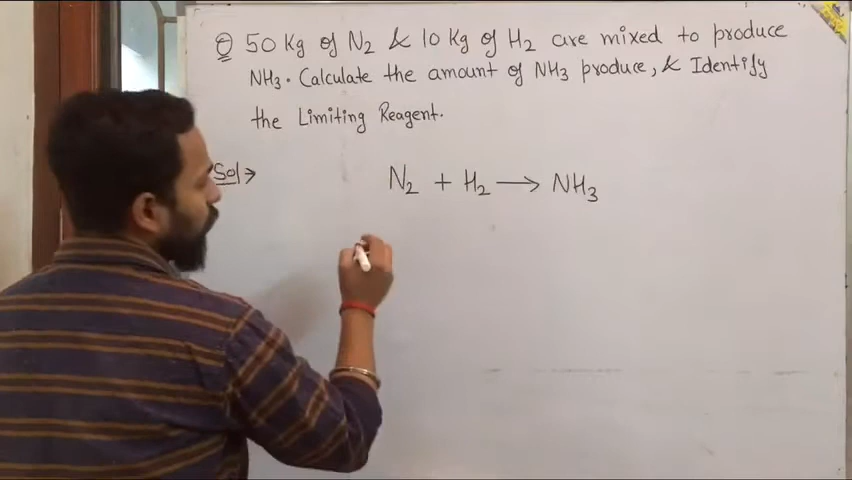 Q 50 Kg of N₂ & 10 Kg of H₂ are mixed to produce
NH₃. Calculate the amount of NH₃ produce, & Identify
the Limiting Reagent.
Sol→
N₂ + H₂ ⟶ NH₃